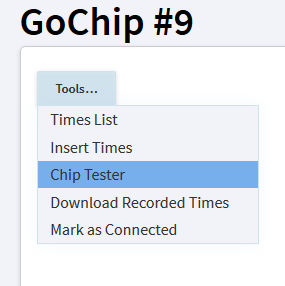 GoChip #9
Tools...
Times List
Insert Times
Chip Tester
Download Recorded Times
Mark as Connected